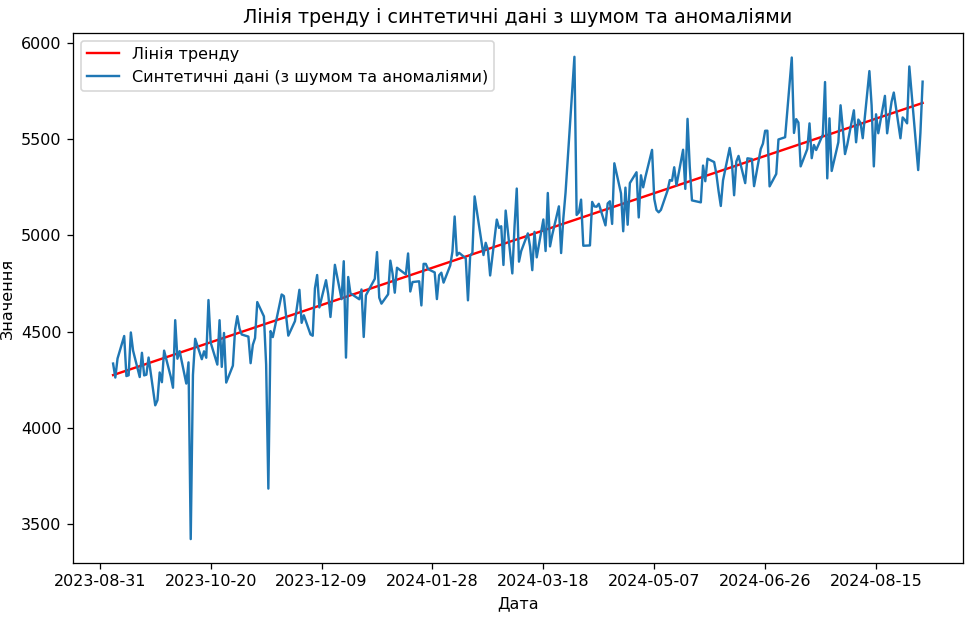 Лінія тренду і синтетичні дані з шумом та аномаліями
Лінія тренду
Синтетичні дані (з шумом та аномаліями)
6000
5500
5000
4500
4000
3500
Значення
2023-08-31 2023-10-20 2023-12-09 2024-01-28 2024-03-18 2024-05-07 2024-06-26 2024-08-15
Дата